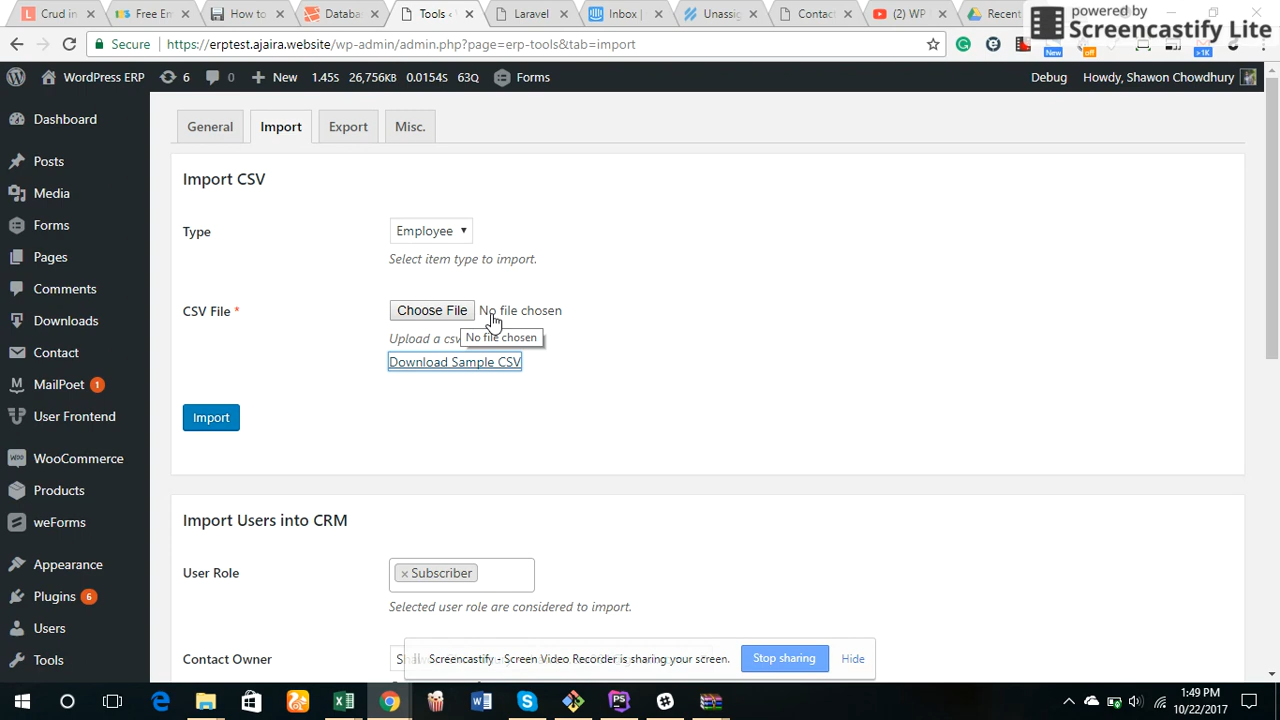 Crud in
Free Em
How to
Datab
Tools ‹
Laravel
Inbox |
Unassig
Contac
(2) WP
Recent
powered by
Screencastify Lite
Secure
https://erptest.ajaira.website/wp-admin/admin.php?page=erp-tools&tab=import
New
off
>1K
WordPress ERP
6
0
New
1.45S 26,756KB 0.0154S 63Q
Forms
Debug
Howdy, Shawon Chowdhury
Dashboard
Posts
Media
Forms
Pages
Comments
Downloads
Contact
MailPoet 1
User Frontend
WooCommerce
Products
weForms
Appearance
Plugins 6
Users
Tools
General
Import
Export
Misc.
Import CSV
Type
Employee
Select item type to import.
CSV File *
Choose File
No file chosen
Upload a csv
No file chosen
Download Sample CSV
Import
Import Users into CRM
User Role
× Subscriber
Selected user role are considered to import.
Contact Owner
Screencastify - Screen Video Recorder is sharing your screen.
Stop sharing
Hide
1:49 PM
10/22/2017